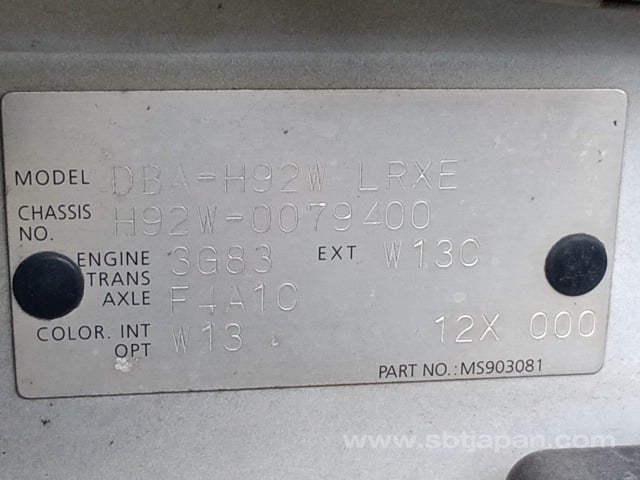 MODEL DBA-H92W LRXE
CHASSIS NO. H92W-0079400
ENGINE 3G83 EXT W13C
TRANS AXLE F4A1C
COLOR. INT OPT W13 12X 000
PART NO.: MS903081
www.sbtjapan.com